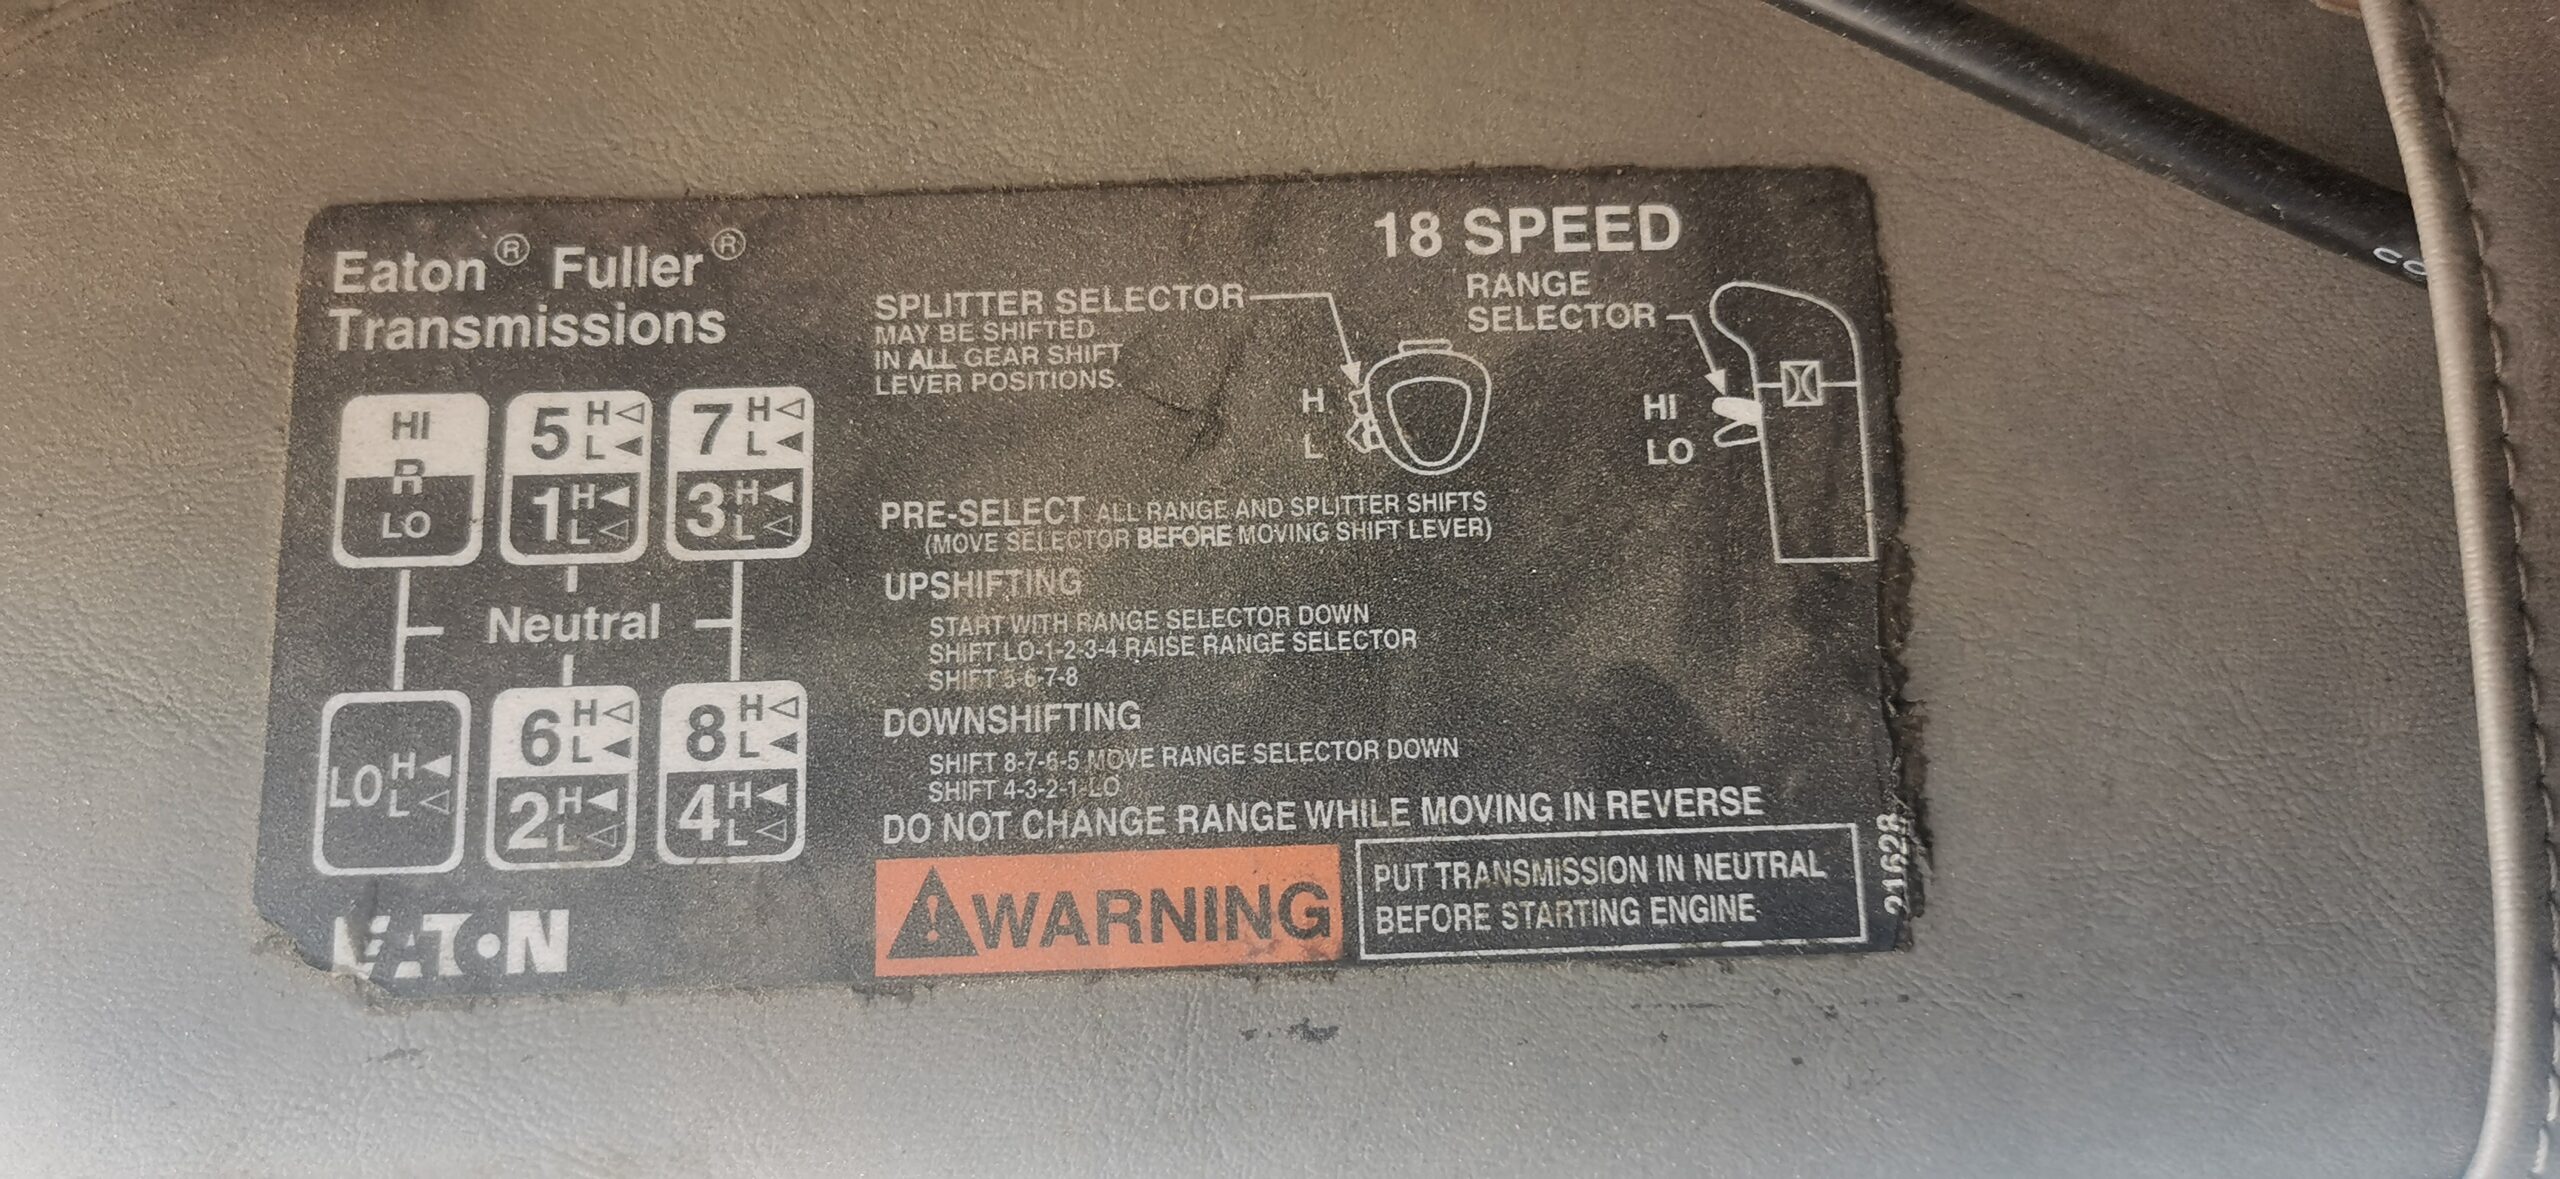 Eaton® Fuller®
Transmissions
HI
R
LO
5 H
L
1 H
L
7 H
L
3 H
L
Neutral
LO H
L
6 H
L
2 H
L
8 H
L
4 H
L
EATON
18 SPEED
SPLITTER SELECTOR
MAY BE SHIFTED
IN ALL GEAR SHIFT
LEVER POSITIONS.
H
L
RANGE
SELECTOR
HI
LO
PRE-SELECT ALL RANGE AND SPLITTER SHIFTS
(MOVE SELECTOR BEFORE MOVING SHIFT LEVER)
UPSHIFTING
START WITH RANGE SELECTOR DOWN
SHIFT LO-1-2-3-4 RAISE RANGE SELECTOR
SHIFT 5-6-7-8
DOWNSHIFTING
SHIFT 8-7-6-5 MOVE RANGE SELECTOR DOWN
SHIFT 4-3-2-1-LO
DO NOT CHANGE RANGE WHILE MOVING IN REVERSE
WARNING
PUT TRANSMISSION IN NEUTRAL
BEFORE STARTING ENGINE
21628